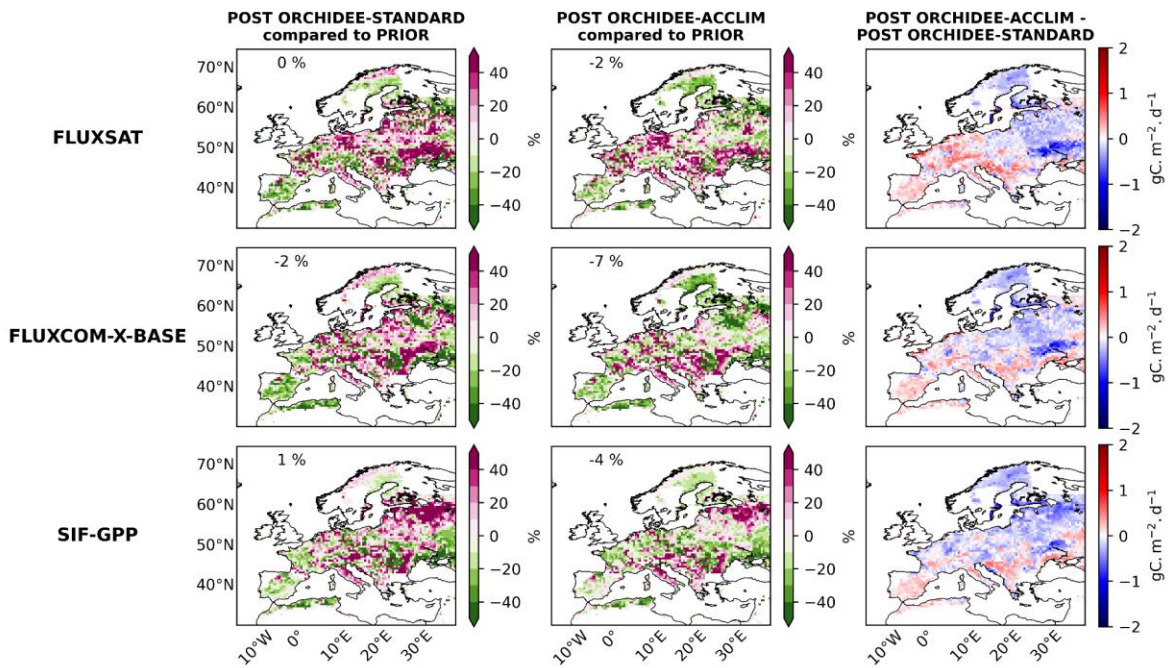 POST ORCHIDEE-STANDARD
compared to PRIOR
POST ORCHIDEE-ACCLIM
compared to PRIOR
POST ORCHIDEE-ACCLIM -
POST ORCHIDEE-STANDARD
FLUXSAT
70°N
60°N
50°N
40°N
0 %
40
20
0
−20
−40
%
-2 %
40
20
0
−20
−40
%
2
1
0
−1
−2
gC. m⁻². d⁻¹
FLUXCOM-X-BASE
70°N
60°N
50°N
40°N
-2 %
40
20
0
−20
−40
%
-7 %
40
20
0
−20
−40
%
2
1
0
−1
−2
gC. m⁻². d⁻¹
SIF-GPP
70°N
60°N
50°N
40°N
1 %
40
20
0
−20
−40
%
-4 %
40
20
0
−20
−40
%
2
1
0
−1
−2
gC. m⁻². d⁻¹
10°W
0°
10°E
20°E
30°E
10°W
0°
10°E
20°E
30°E
10°W
0°
10°E
20°E
30°E